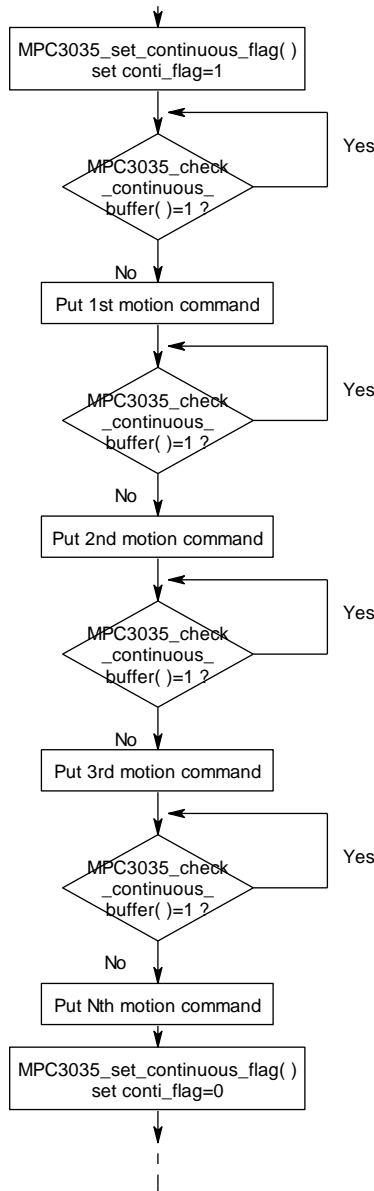 MPC3035_set_continuous_flag( )
set conti_flag=1
Yes
MPC3035_check
_continuous_
buffer( )=1 ?
No
Put 1st motion command
Yes
MPC3035_check
_continuous_
buffer( )=1 ?
No
Put 2nd motion command
Yes
MPC3035_check
_continuous_
buffer( )=1 ?
No
Put 3rd motion command
Yes
MPC3035_check
_continuous_
buffer( )=1 ?
No
Put Nth motion command
MPC3035_set_continuous_flag( )
set conti_flag=0